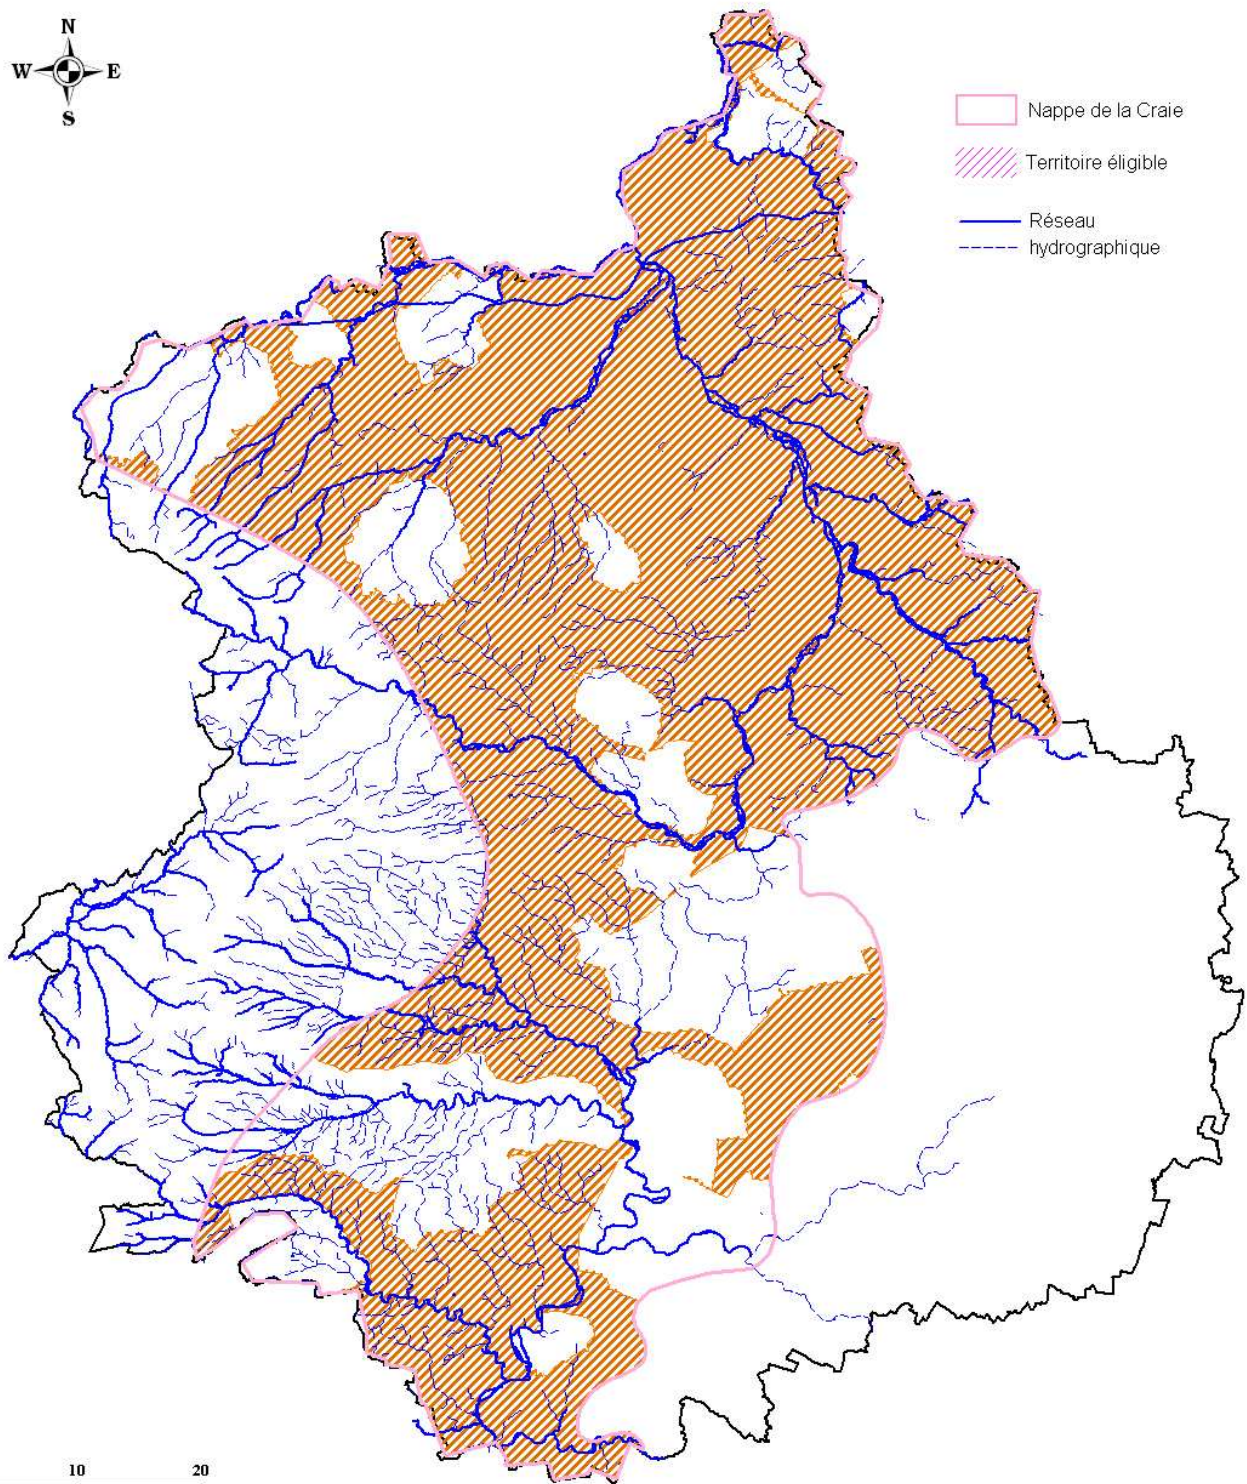 N
W E
S
Nappe de la Craie
Territoire éligible
Réseau
hydrographique
10 20